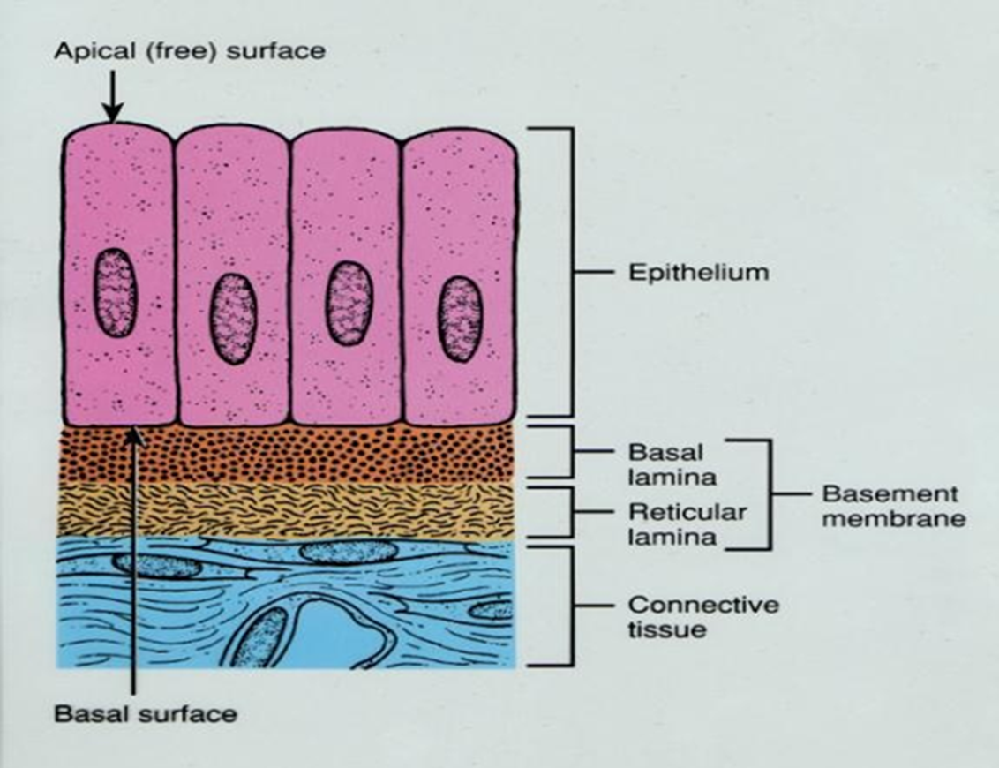 Apical (free) surface
Epithelium
Basal
lamina
Reticular
lamina
Basement
membrane
Connective
tissue
Basal surface